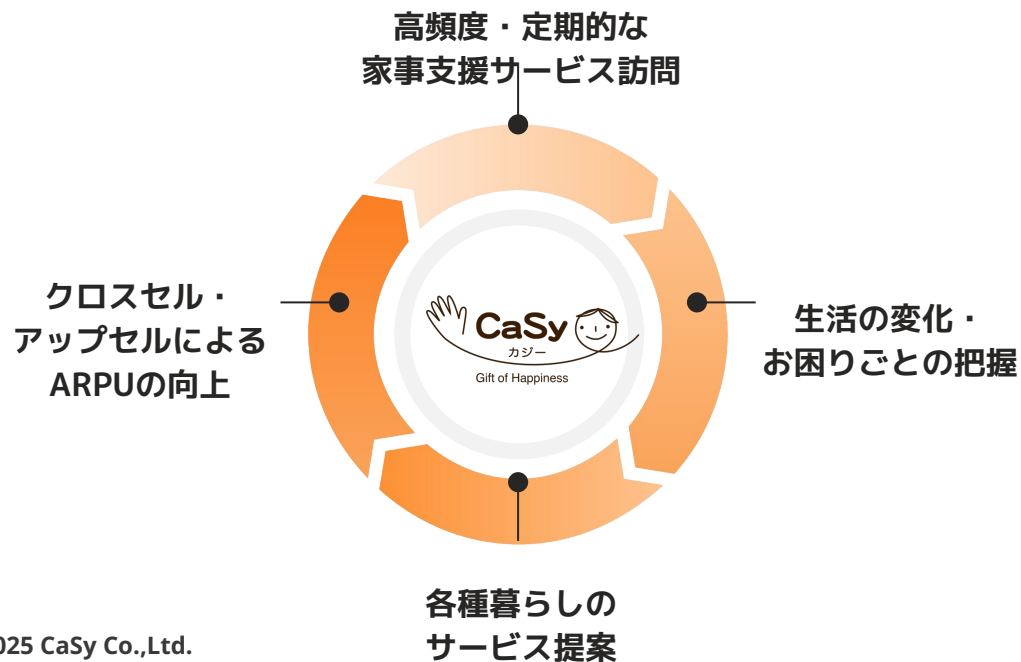 高頻度・定期的な
家事支援サービス訪問
クロスセル・
アップセルによる
ARPUの向上
CaSy
カジー
Gift of Happiness
生活の変化・
お困りごとの把握
各種暮らしの
サービス提案
025 CaSy Co.,Ltd.